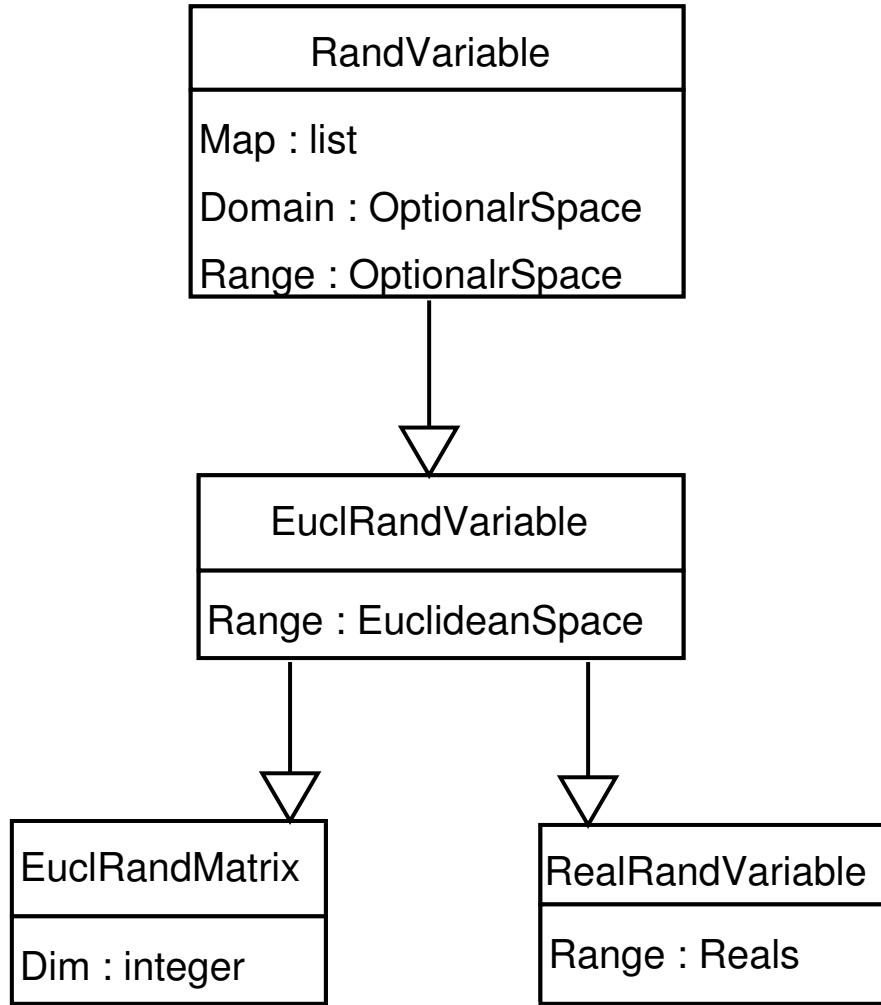 RandVariable
Map : list
Domain : OptionalrSpace
Range : OptionalrSpace
EuclRandVariable
Range : EuclideanSpace
EuclRandMatrix
Dim : integer
RealRandVariable
Range : Reals